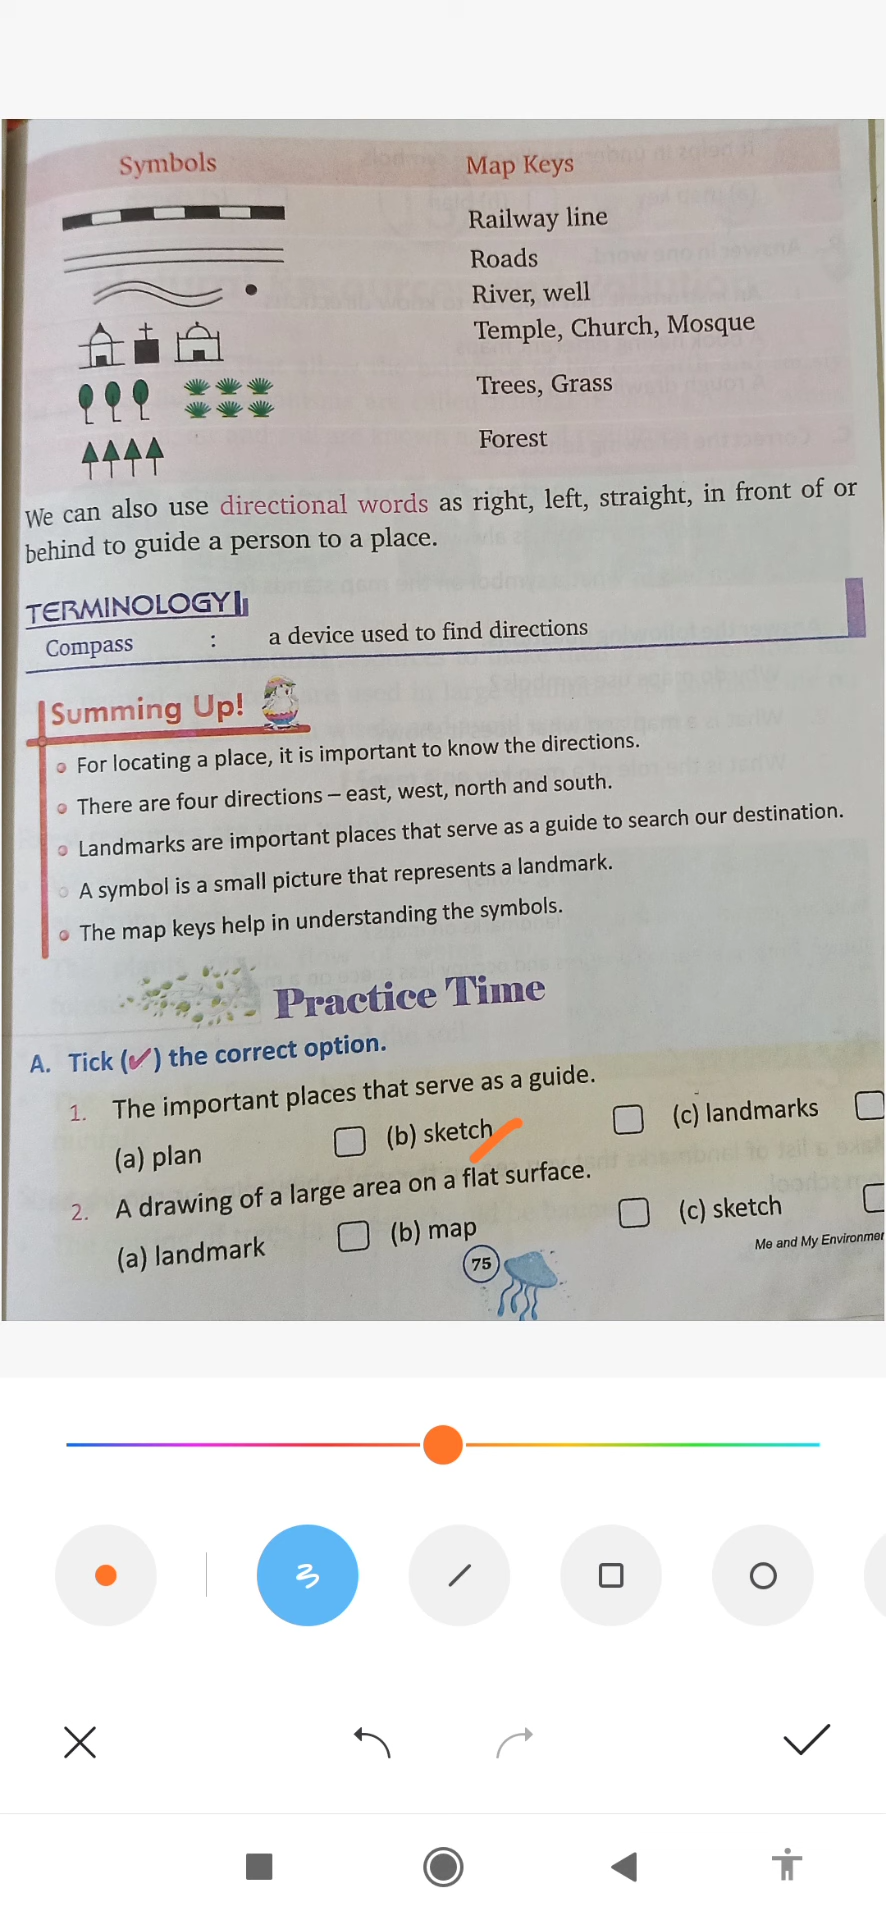 Symbols Map Keys
Railway line
Roads
River, well
Temple, Church, Mosque
Trees, Grass
Forest
We can also use directional words as right, left, straight, in front of or
behind to guide a person to a place.
TERMINOLOGY
Compass : a device used to find directions
Summing Up!
For locating a place, it is important to know the directions.
There are four directions – east, west, north and south.
Landmarks are important places that serve as a guide to search our destination.
A symbol is a small picture that represents a landmark.
The map keys help in understanding the symbols.
Practice Time
A. Tick (✓) the correct option.
1. The important places that serve as a guide.
(a) plan (b) sketch (c) landmarks
2. A drawing of a large area on a flat surface.
(a) landmark (b) map (c) sketch
75
Me and My